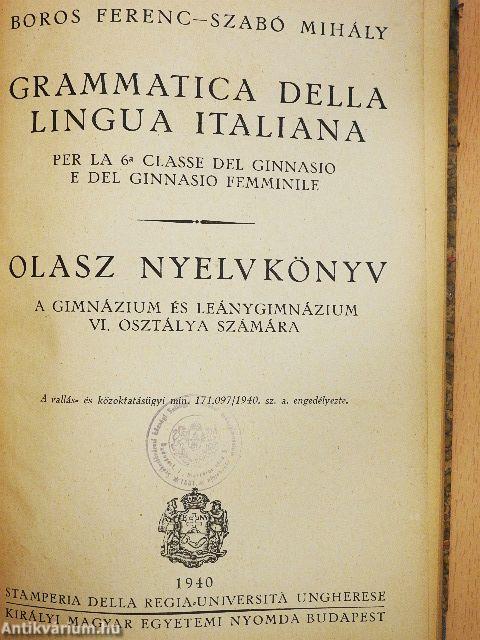 BOROS FERENC—SZABÓ MIHÁLY
GRAMMATICA DELLA
LINGUA ITALIANA
PER LA 6ª CLASSE DEL GINNASIO
E DEL GINNASIO FEMMINILE
OLASZ NYELVKÖNYV
A GIMNÁZIUM ÉS LEÁNYGIMNÁZIUM
VI. OSZTÁLYA SZÁMÁRA
A vallás- és közoktatásügyi min. 171.097/1940. sz. a. engedélyezte.
1940
STAMPERIA DELLA REGIA-UNIVERSITÀ UNGHERESE
KIRÁLYI MAGYAR EGYETEMI NYOMDA BUDAPEST
Antikvárium.hu